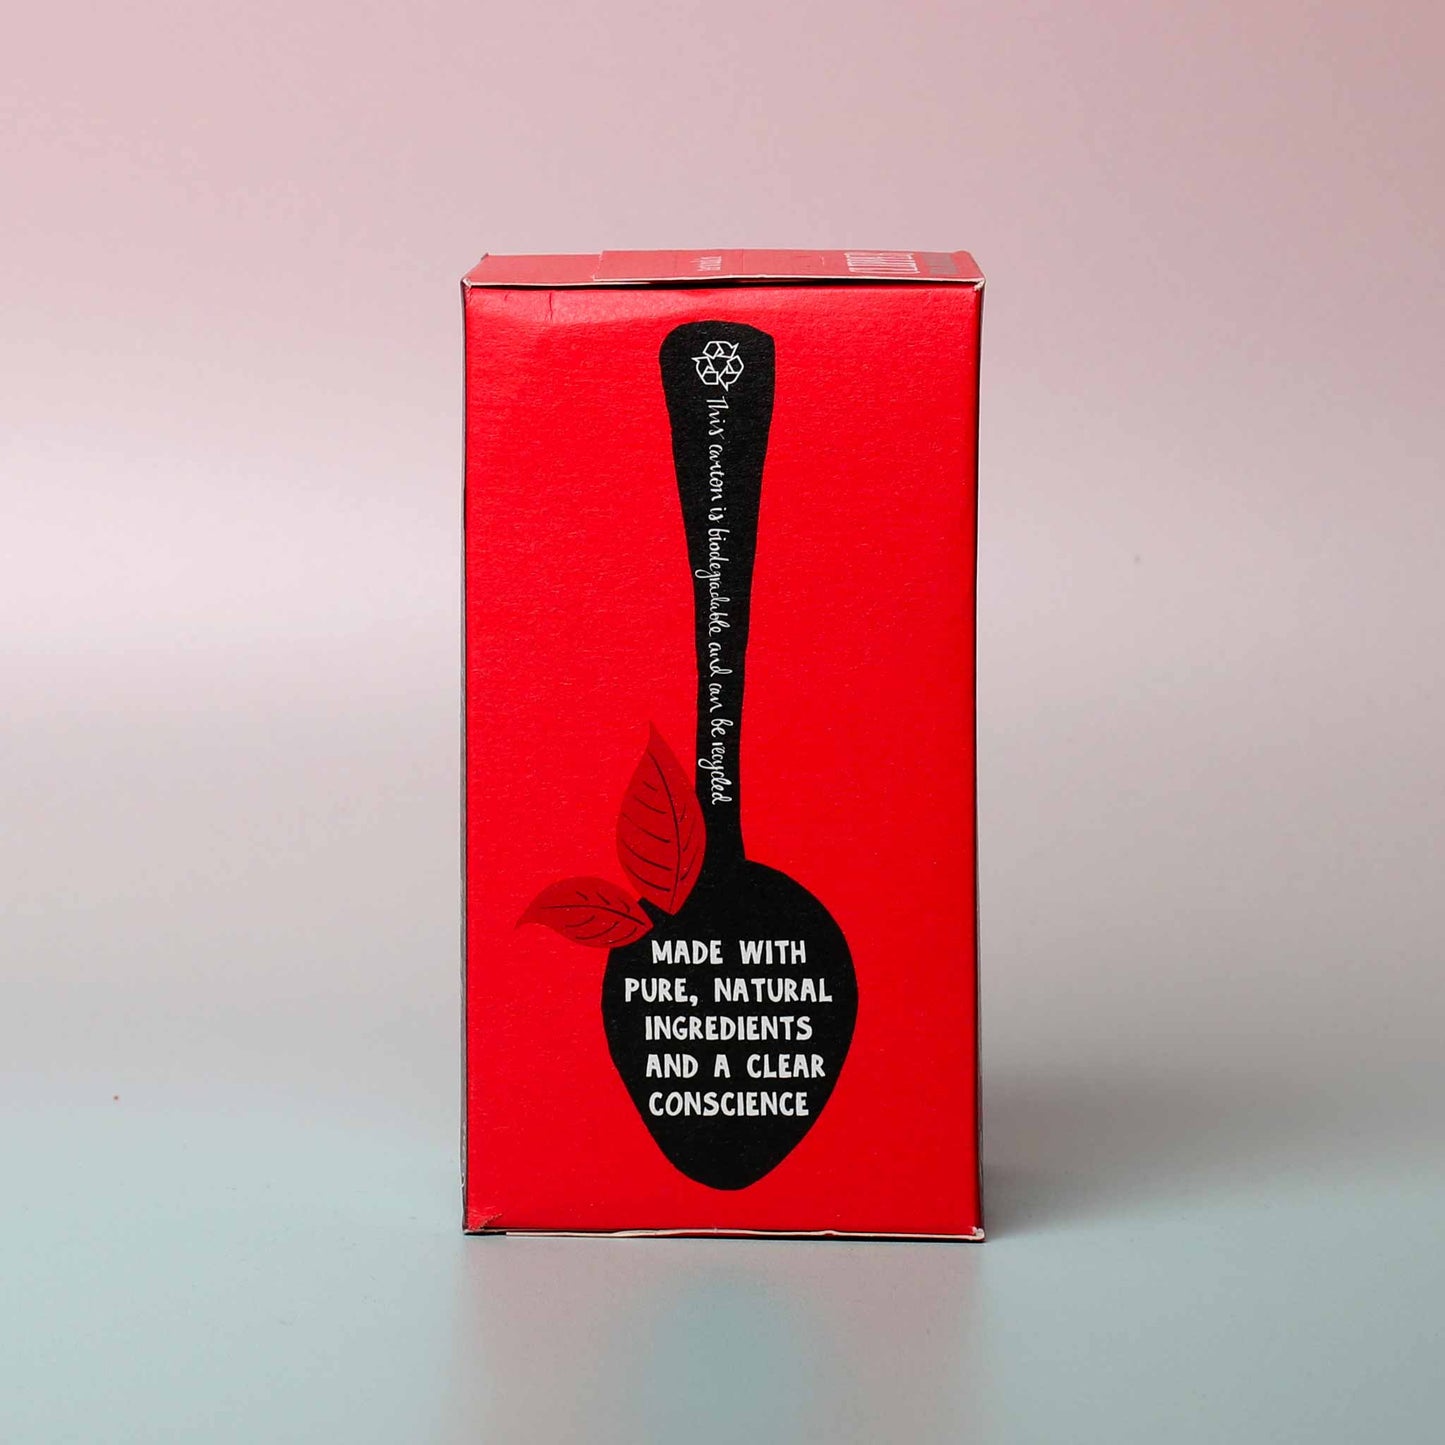 This carton is biodegradable and can be recycled
MADE WITH
PURE, NATURAL
INGREDIENTS
AND A CLEAR
CONSCIENCE